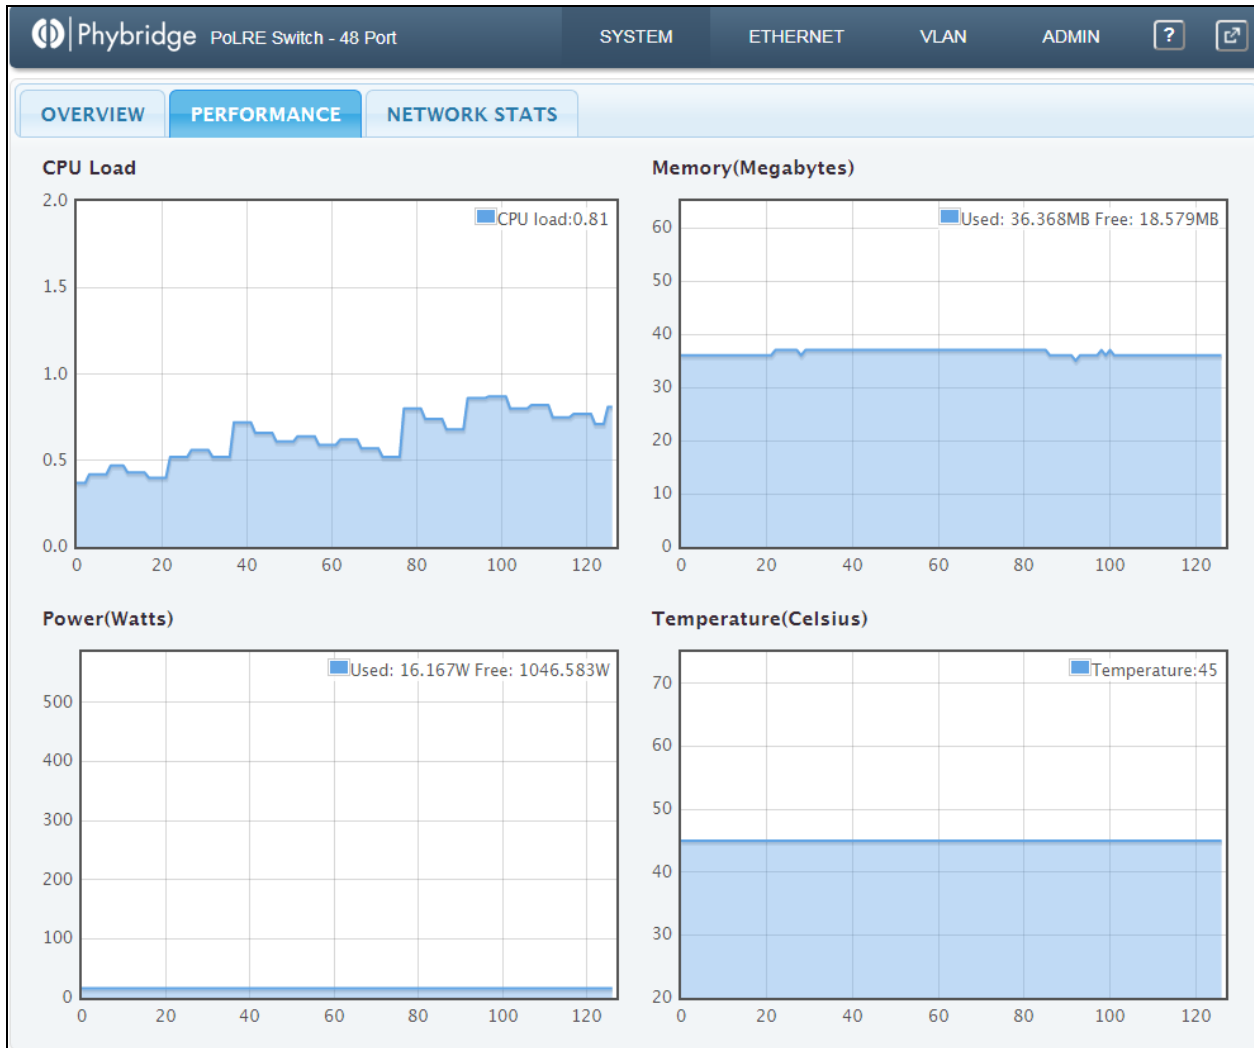 Phybridge PoLRE Switch - 48 Port SYSTEM ETHERNET VLAN ADMIN ?
OVERVIEW PERFORMANCE NETWORK STATS
CPU Load
2.0
1.5
1.0
0.5
0.0
CPU load:0.81
0 20 40 60 80 100 120
Memory(Megabytes)
60
50
40
30
20
10
0
Used: 36.368MB Free: 18.579MB
0 20 40 60 80 100 120
Power(Watts)
500
400
300
200
100
0
Used: 16.167W Free: 1046.583W
0 20 40 60 80 100 120
Temperature(Celsius)
70
60
50
40
30
20
Temperature:45
0 20 40 60 80 100 120